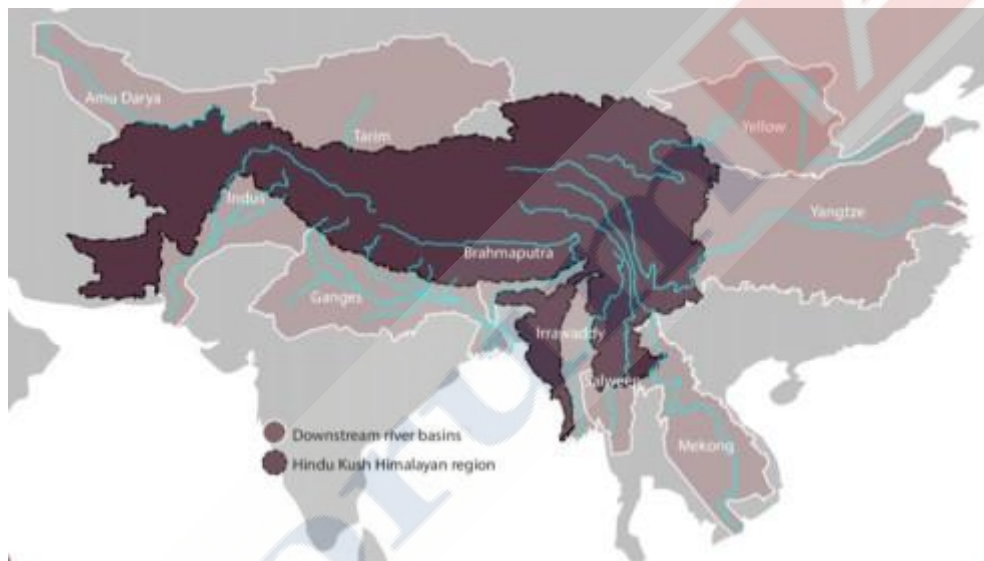 Amu Darya
Tarim
Yellow
Indus
Yangtze
Brahmaputra
Ganges
Irrawaddy
Salween
Mekong
Downstream river basins
Hindu Kush Himalayan region